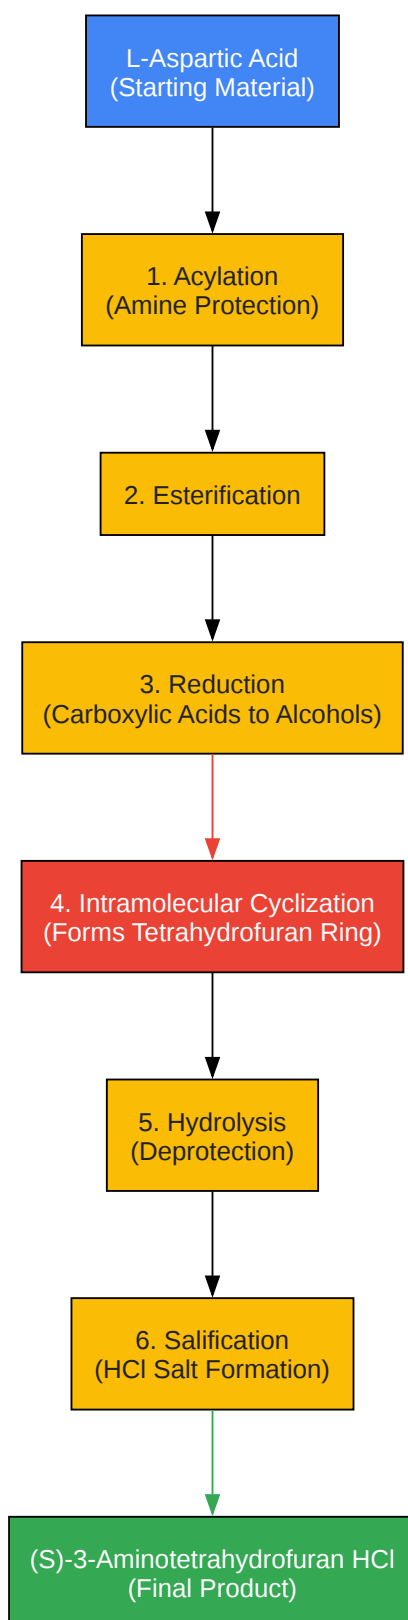 L-Aspartic Acid
(Starting Material)
1. Acylation
(Amine Protection)
2. Esterification
3. Reduction
(Carboxylic Acids to Alcohols)
4. Intramolecular Cyclization
(Forms Tetrahydrofuran Ring)
5. Hydrolysis
(Deprotection)
6. Salification
(HCl Salt Formation)
(S)-3-Aminotetrahydrofuran HCl
(Final Product)